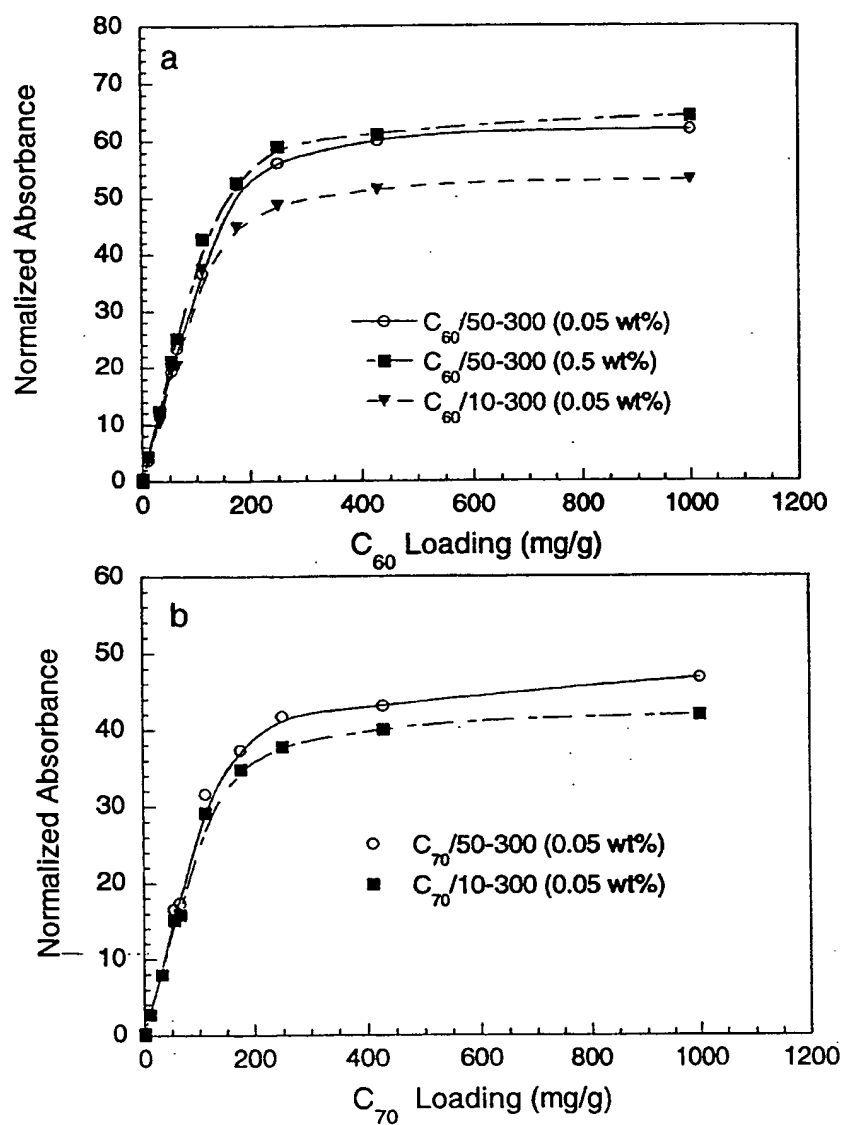 a
Normalized Absorbance
80
70
60
50
40
30
20
10
0
C60/50-300 (0.05 wt%)
C60/50-300 (0.5 wt%)
C60/10-300 (0.05 wt%)
0 200 400 600 800 1000 1200
C60 Loading (mg/g)
b
Normalized Absorbance
60
50
40
30
20
10
0
C70/50-300 (0.05 wt%)
C70/10-300 (0.05 wt%)
0 200 400 600 800 1000 1200
C70 Loading (mg/g)